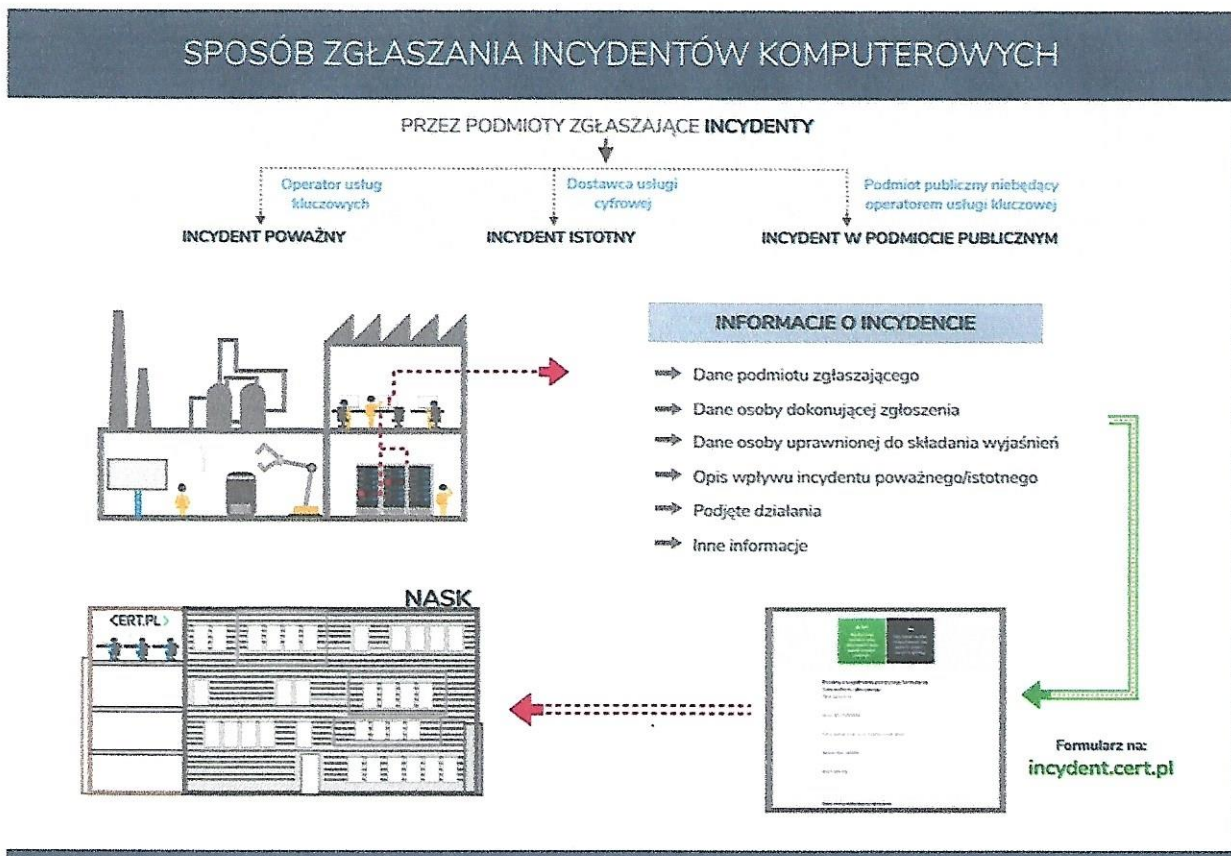 SPOSÓB ZGŁASZANIA INCYDENTÓW KOMPUTEROWYCH
PRZEZ PODMIOTY ZGŁASZAJĄCE INCYDENTY
Operator usług
kluczowych
INCYDENT POWAŻNY
Dostawca usługi
cyfrowej
INCYDENT ISTOTNY
Podmiot publiczny niebędący
operatorem usługi kluczowej
INCYDENT W PODMIOCIE PUBLICZNYM
INFORMACJE O INCYDENCIE
Dane podmiotu zgłaszającego
Dane osoby dokonującej zgłoszenia
Dane osoby uprawnionej do składania wyjaśnień
Opis wpływu incydentu poważnego/istotnego
Podjęte działania
Inne informacje
NASK
CERT.PL
Formularz na:
incydent.cert.pl